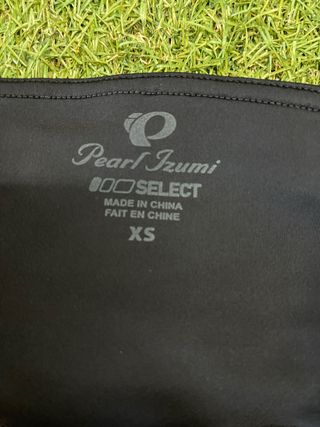 Pearl Izumi
SELECT
MADE IN CHINA
FAIT EN CHINE
XS